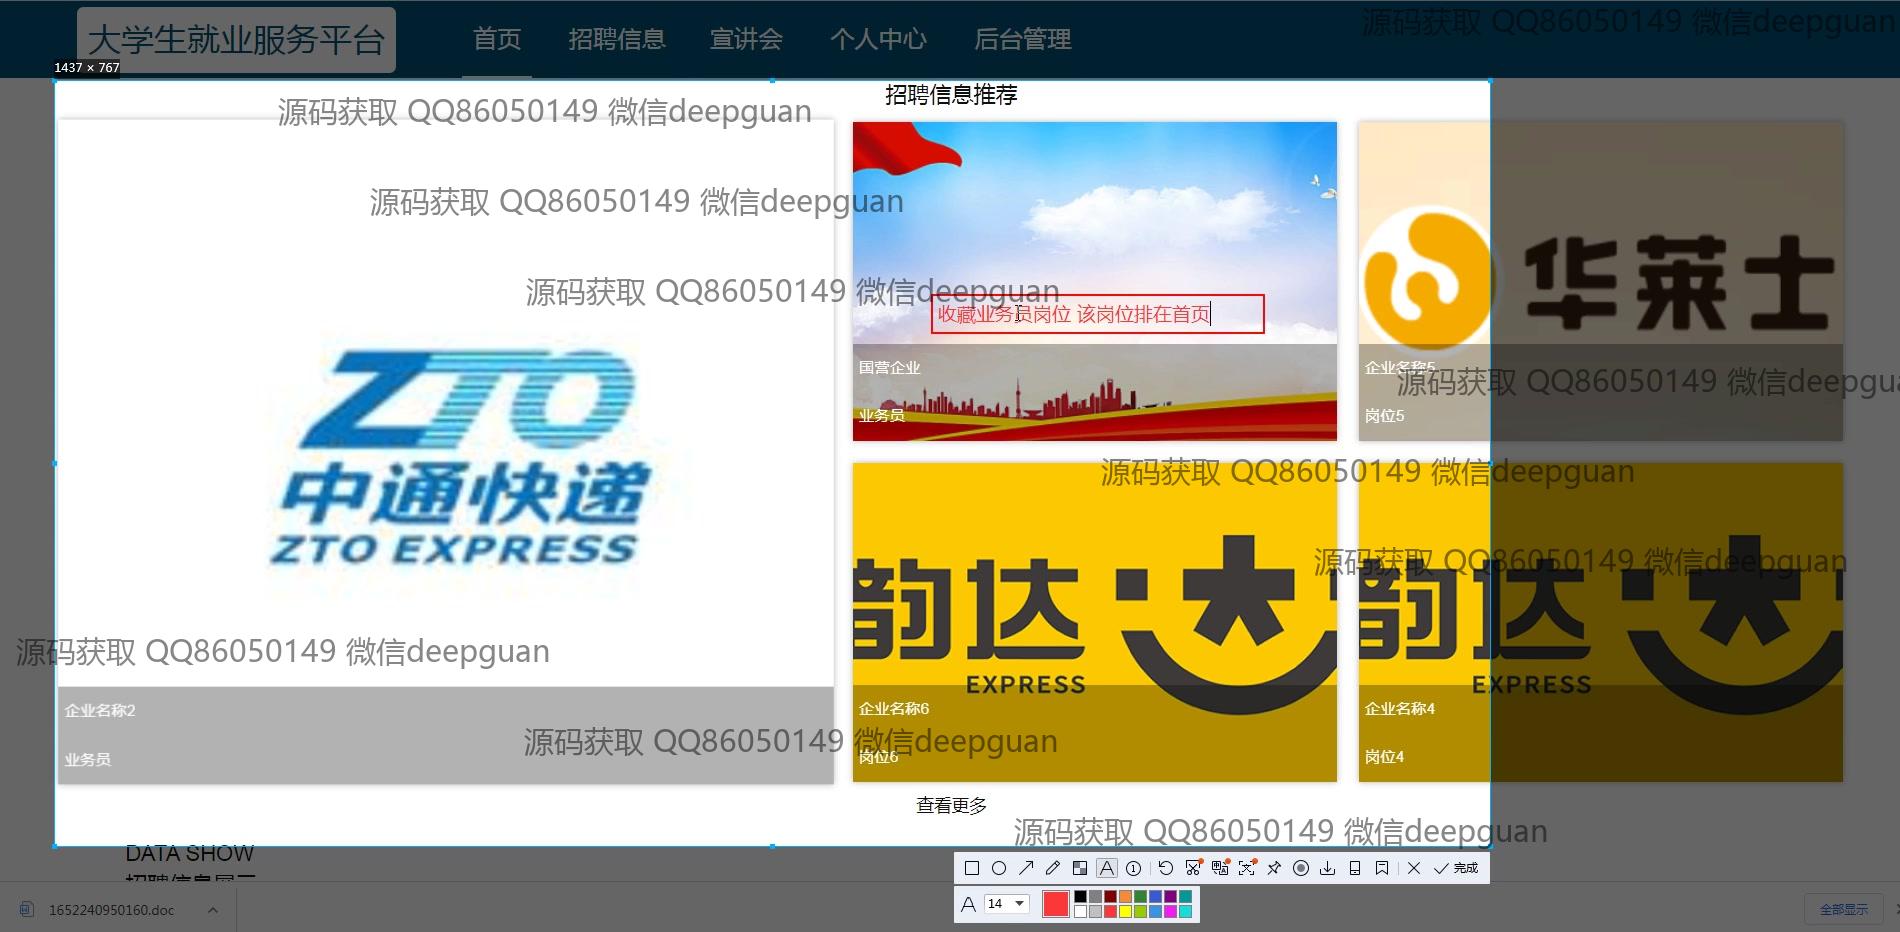 大学生就业服务平台
首页 招聘信息 宣讲会 个人中心 后台管理
源码获取 QQ86050149 微信deepguan
1437 × 767
招聘信息推荐
源码获取 QQ86050149 微信deepguan
源码获取 QQ86050149 微信deepguan
源码获取 QQ86050149 微信deepguan
收藏业务员岗位 该岗位排在首页
华莱士
国营企业
业务员
企业名称5
岗位5
源码获取 QQ86050149 微信deepgua
ZTO
中通快递
ZTO EXPRESS
源码获取 QQ86050149 微信deepguan
源码获取 QQ86050149 微信deepguan
韵达
EXPRESS
韵达
EXPRESS
源码获取 QQ86050149 微信deepguan
企业名称2
业务员
企业名称6
岗位6
企业名称4
岗位4
源码获取 QQ86050149 微信deepguan
查看更多
源码获取 QQ86050149 微信deepguan
DATA SHOW
招聘信息展示
完成
14
1652240950160.doc
全部显示